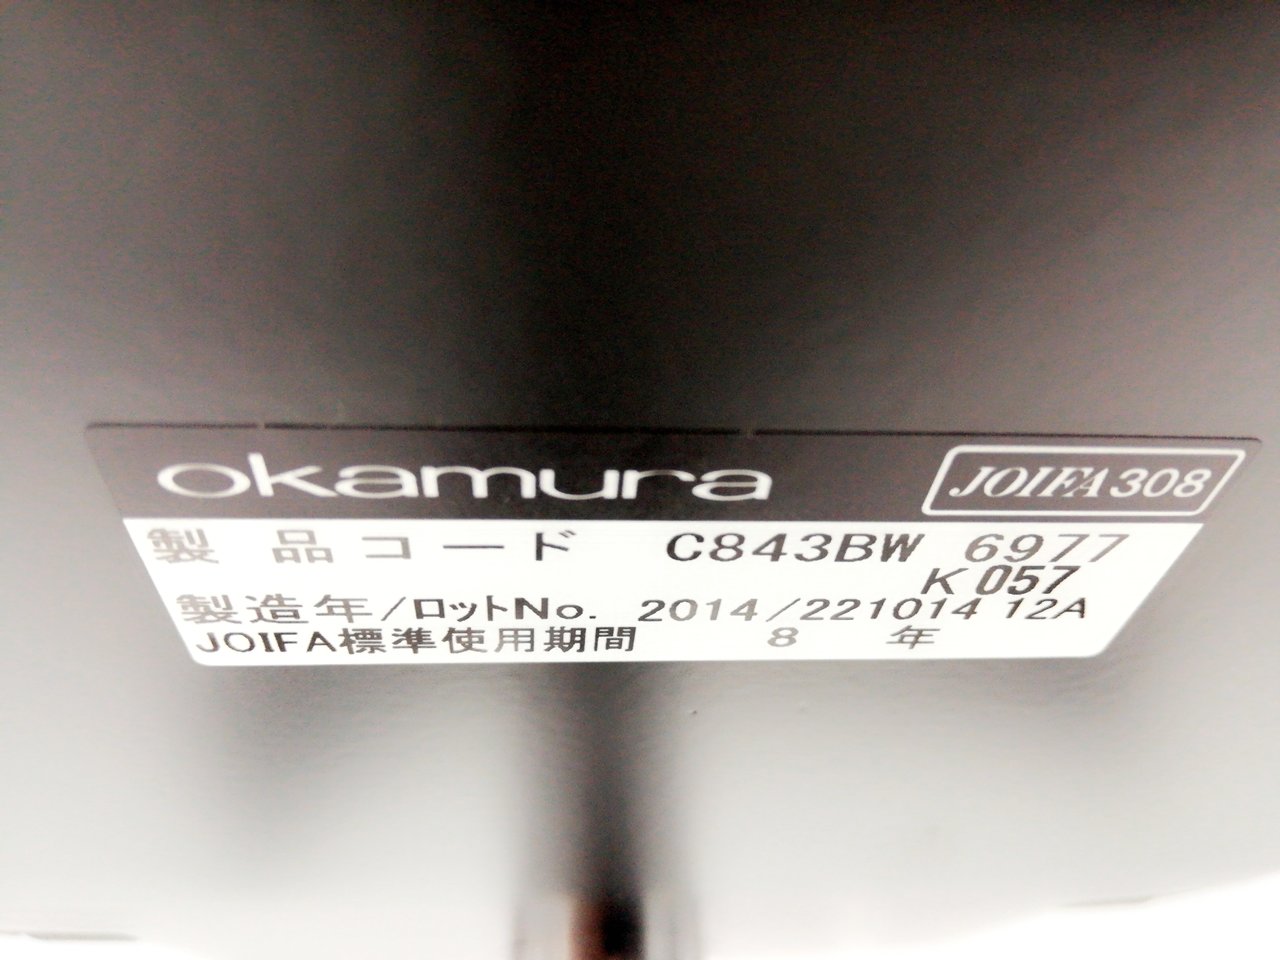 okamura JOIFA308
製品コード C843BW 6977
K 057
製造年/ロットNo. 2014/221014 12A
JOIFA標準使用期間 8 年